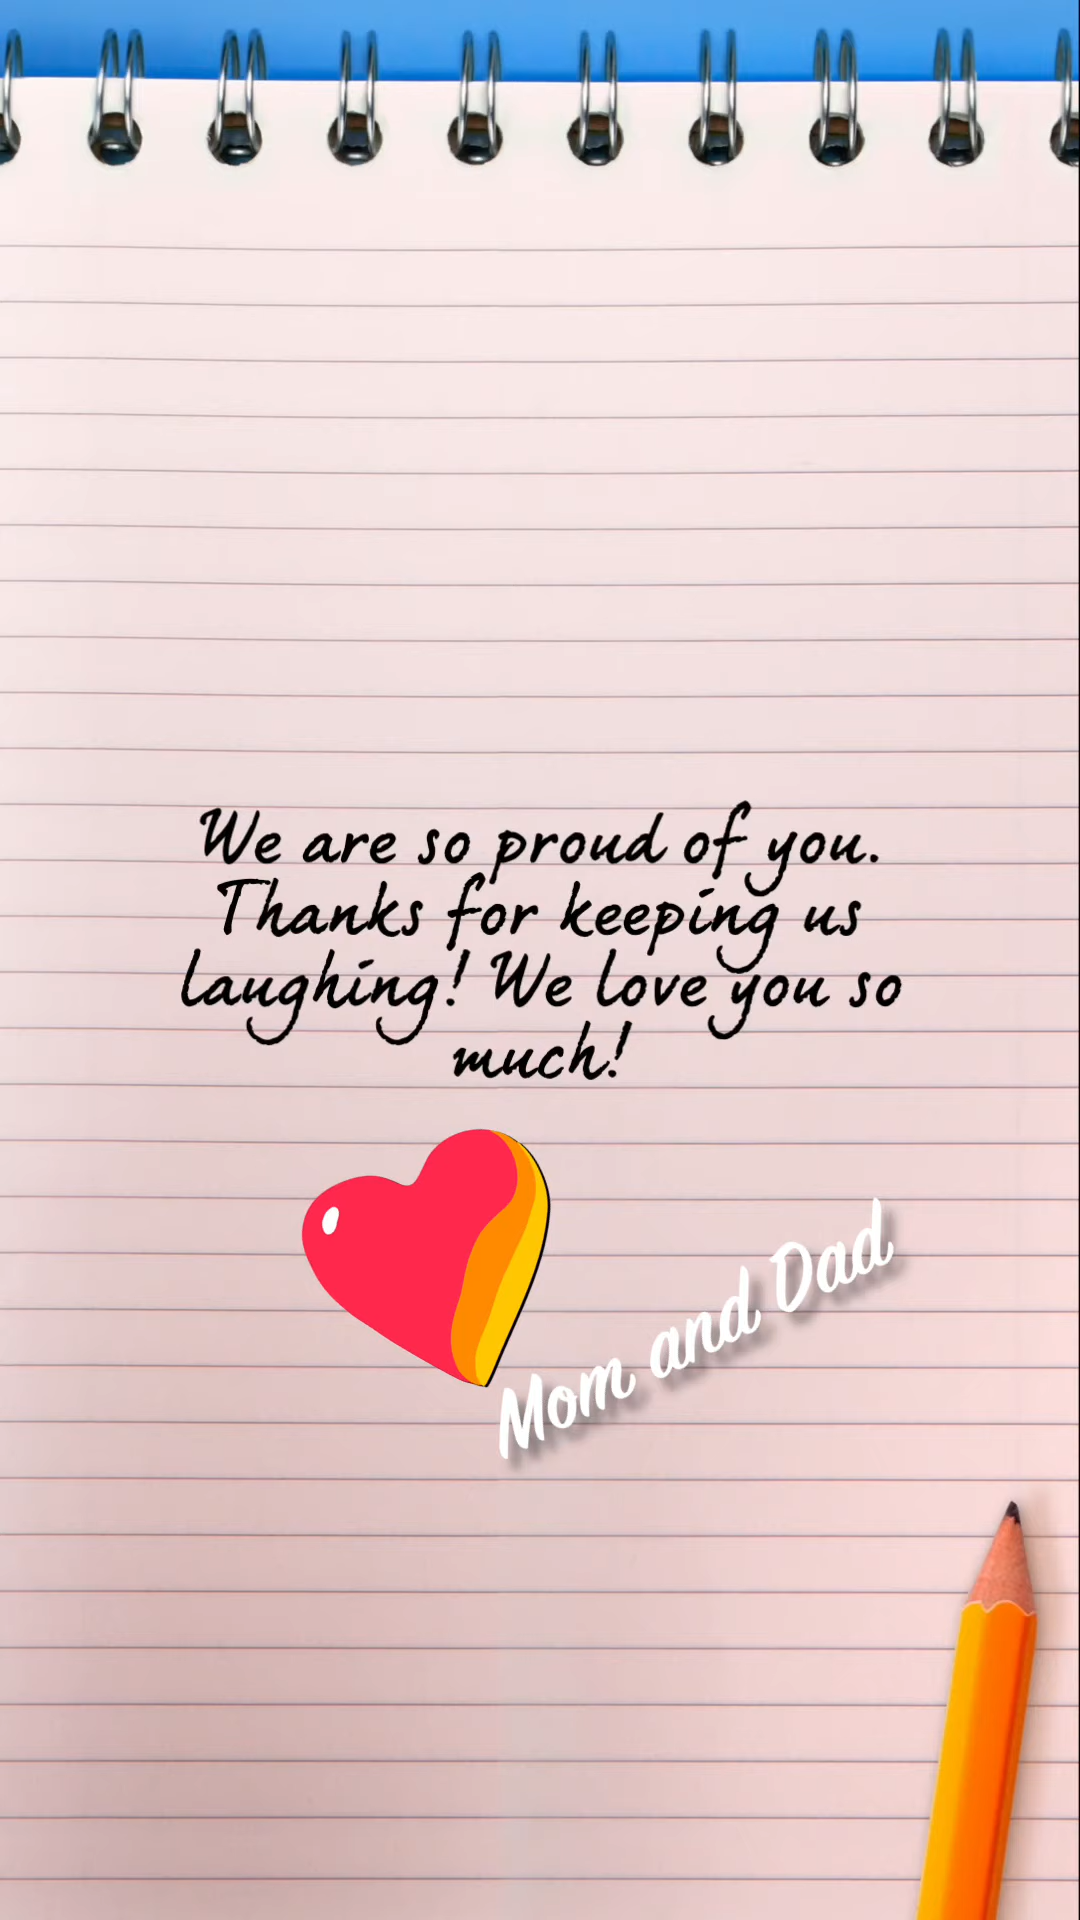 We are so proud of you.
Thanks for keeping us
laughing! We love you so
much!
Mom and Dad